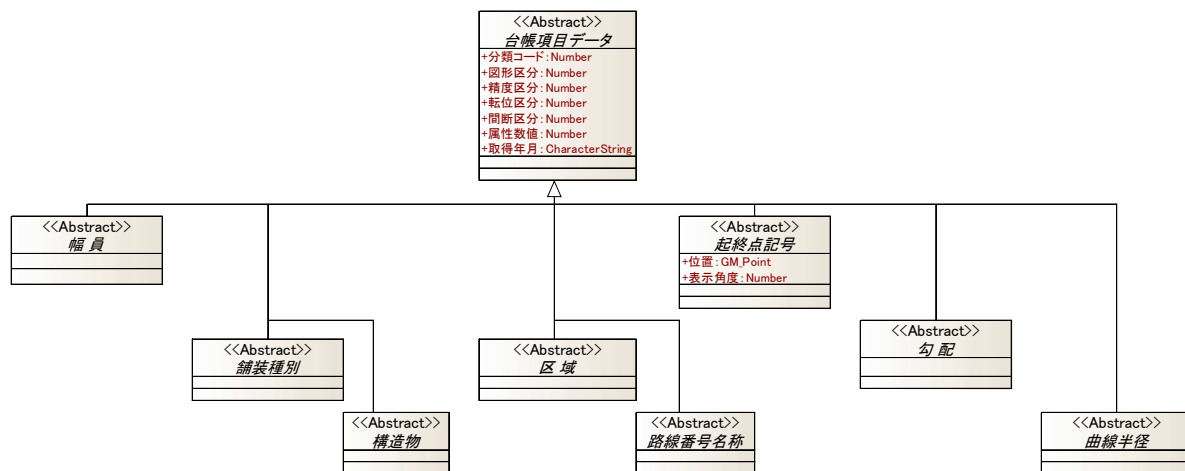 <<Abstract>>
台帳項目データ
+分類コード:Number
+図形区分:Number
+精度区分:Number
+転位区分:Number
+間断区分:Number
+属性数値:Number
+取得年月:CharacterString
<<Abstract>>
幅 員
<<Abstract>>
起終点記号
+位置:GM_Point
+表示角度:Number
<<Abstract>>
舗装種別
<<Abstract>>
区 域
<<Abstract>>
勾 配
<<Abstract>>
構造物
<<Abstract>>
路線番号名称
<<Abstract>>
曲線半径